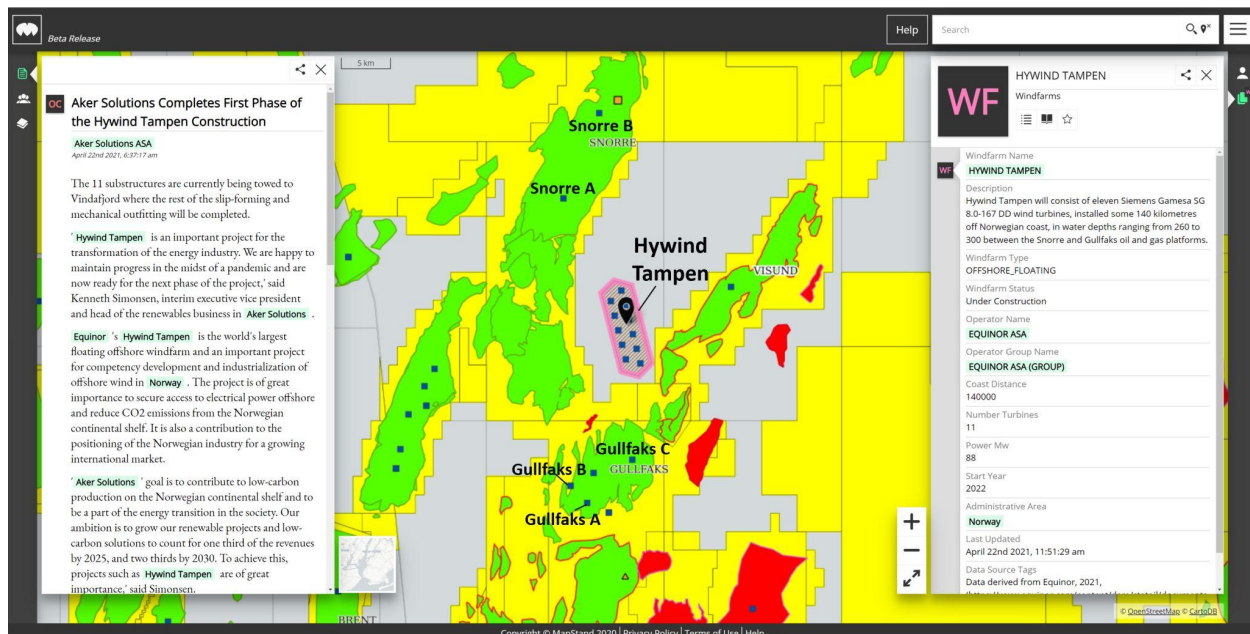 Beta Release
Help
Search
5 km
OC
Aker Solutions Completes First Phase of
the Hywind Tampen Construction
Aker Solutions ASA
April 22nd 2021, 6:37:17 am
The 11 substructures are currently being towed to
Vindafjord where the rest of the slip-forming and
mechanical outfitting will be completed.
' Hywind Tampen is an important project for the
transformation of the energy industry. We are happy to
maintain progress in the midst of a pandemic and are
now ready for the next phase of the project,' said
Kenneth Simonsen, interim executive vice president
and head of the renewables business in Aker Solutions .
Equinor 's Hywind Tampen is the world's largest
floating offshore windfarm and an important project
for competency development and industrialization of
offshore wind in Norway . The project is of great
importance to secure access to electrical power offshore
and reduce CO2 emissions from the Norwegian
continental shelf. It is also a contribution to the
positioning of the Norwegian industry for a growing
international market.
' Aker Solutions ' goal is to contribute to low-carbon
production on the Norwegian continental shelf and to
be a part of the energy transition in the society. Our
ambition is to grow our renewable projects and low-
carbon solutions to count for one third of the revenues
by 2025, and two thirds by 2030. To achieve this,
projects such as Hywind Tampen are of great
importance,' said Simonsen.
Snorre B
SNORRE
Snorre A
Hywind
Tampen
VISUND
Gullfaks C
Gullfaks B
GULLFAKS
Gullfaks A
BRENT
WF
HYWIND TAMPEN
Windfarms
WF
Windfarm Name
HYWIND TAMPEN
Description
Hywind Tampen will consist of eleven Siemens Gamesa SG
8.0-167 DD wind turbines, installed some 140 kilometres
off Norwegian coast, in water depths ranging from 260 to
300 between the Snorre and Gullfaks oil and gas platforms.
Windfarm Type
OFFSHORE_FLOATING
Windfarm Status
Under Construction
Operator Name
EQUINOR ASA
Operator Group Name
EQUINOR ASA (GROUP)
Coast Distance
140000
Number Turbines
11
Power Mw
88
Start Year
2022
Administrative Area
Norway
Last Updated
April 22nd 2021, 11:51:29 am
Data Source Tags
Data derived from Equinor, 2021,
© OpenStreetMap © CartoDB
Copyright © MapStand 2020 | Privacy Policy | Terms of Use | Help